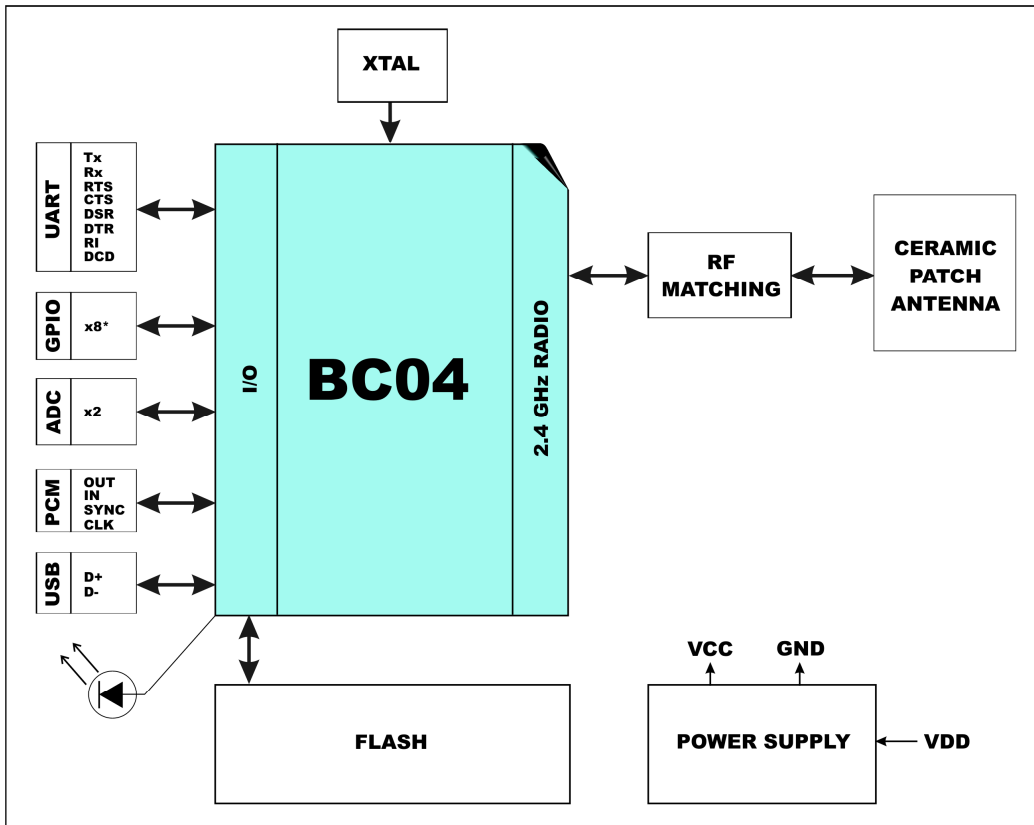 XTAL
UART
Tx
Rx
RTS
CTS
DSR
DTR
RI
DCD
GPIO
x8*
ADC
x2
PCM
OUT
IN
SYNC
CLK
USB
D+
D-
I/O
BC04
2.4 GHz RADIO
RF
MATCHING
CERAMIC
PATCH
ANTENNA
FLASH
VCC
GND
POWER SUPPLY
VDD